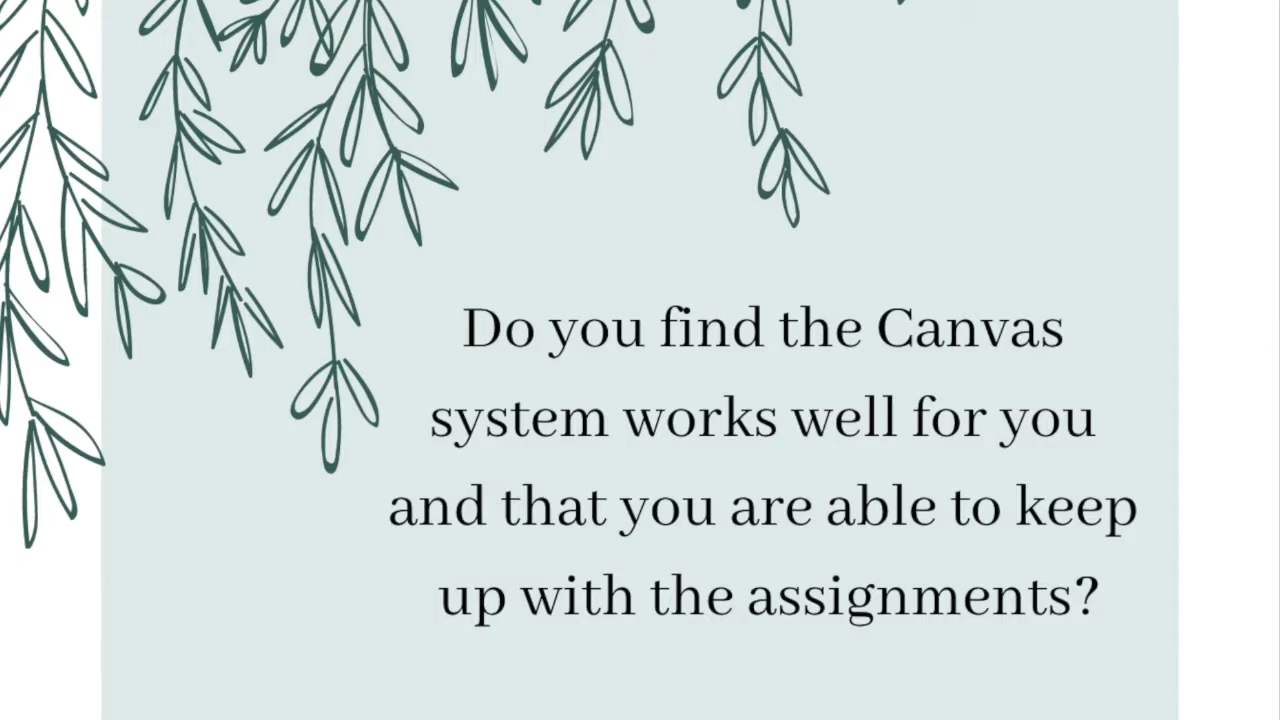 Do you find the Canvas
system works well for you
and that you are able to keep
up with the assignments?